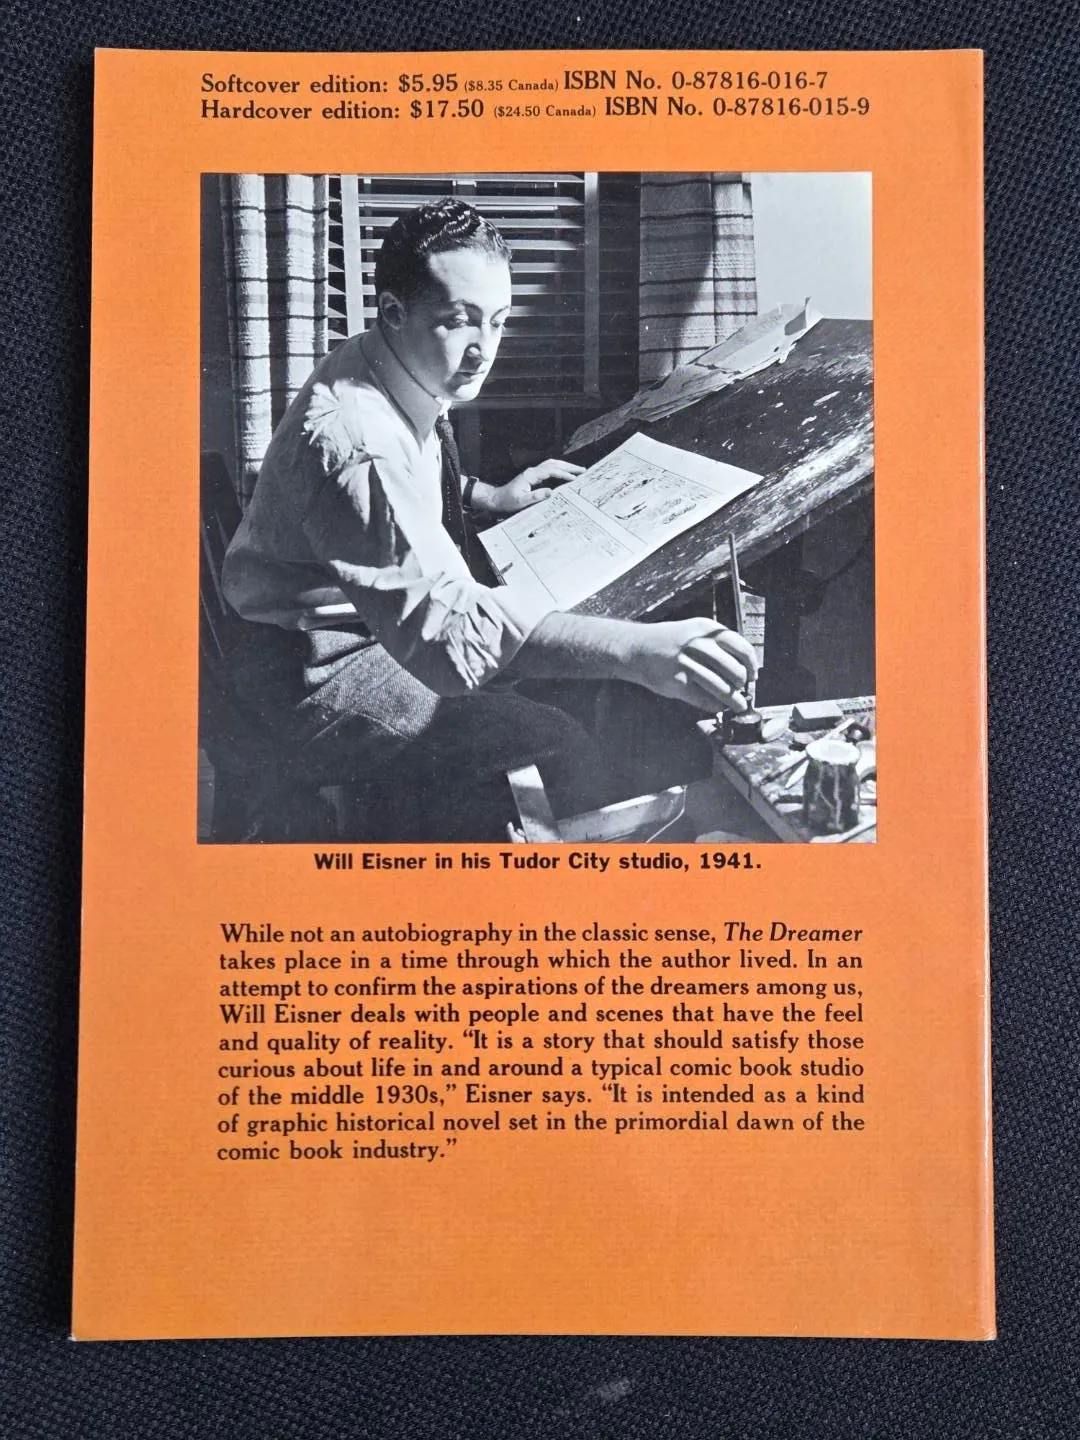 Softcover edition: $5.95 ($8.35 Canada) ISBN No. 0-87816-016-7
Hardcover edition: $17.50 ($24.50 Canada) ISBN No. 0-87816-015-9
Will Eisner in his Tudor City studio, 1941.
While not an autobiography in the classic sense, The Dreamer
takes place in a time through which the author lived. In an
attempt to confirm the aspirations of the dreamers among us,
Will Eisner deals with people and scenes that have the feel
and quality of reality. “It is a story that should satisfy those
curious about life in and around a typical comic book studio
of the middle 1930s,” Eisner says. “It is intended as a kind
of graphic historical novel set in the primordial dawn of the
comic book industry.”